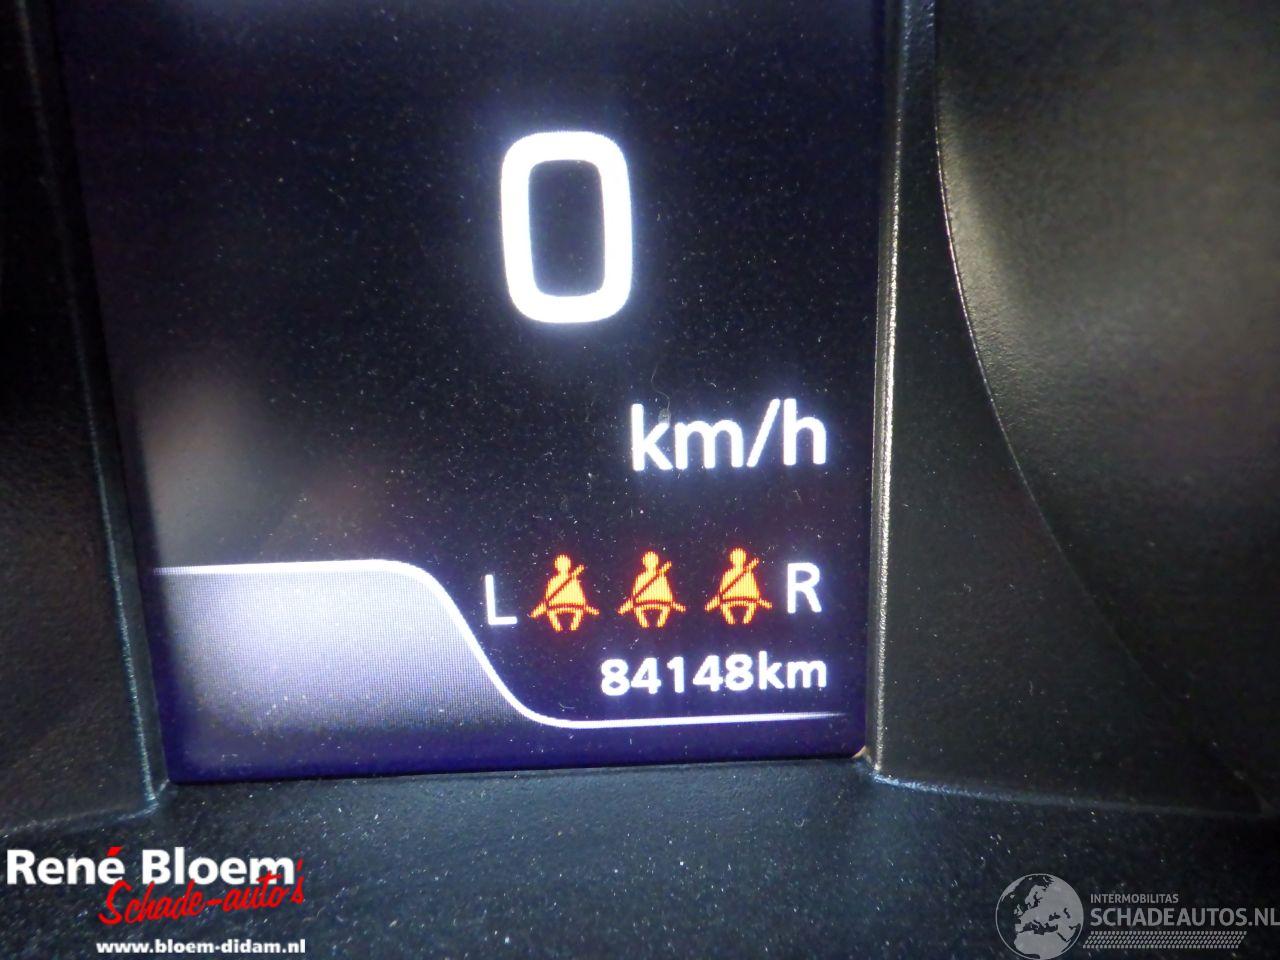 0
km/h
L R
84148km
René Bloem
Schade-auto's
www.bloem-didam.nl
INTERMOBILITAS
SCHADEAUTOS.NL